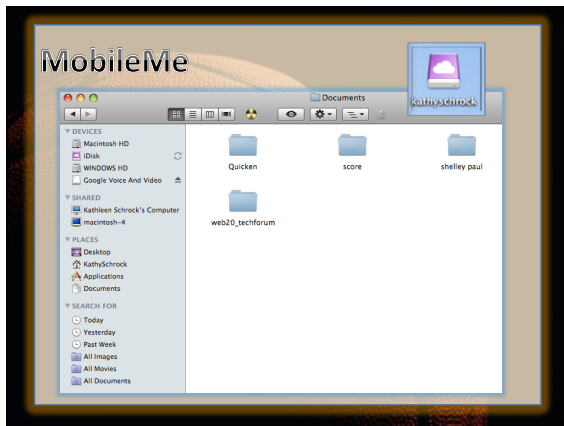 MobileMe
kathyschrock
Documents
DEVICES
Macintosh HD
iDisk
WINDOWS HD
Google Voice And Video
SHARED
Kathleen Schrock's Computer
macintosh-4
PLACES
Desktop
KathySchrock
Applications
Documents
SEARCH FOR
Today
Yesterday
Past Week
All Images
All Movies
All Documents
Quicken
score
shelley paul
web20_techforum